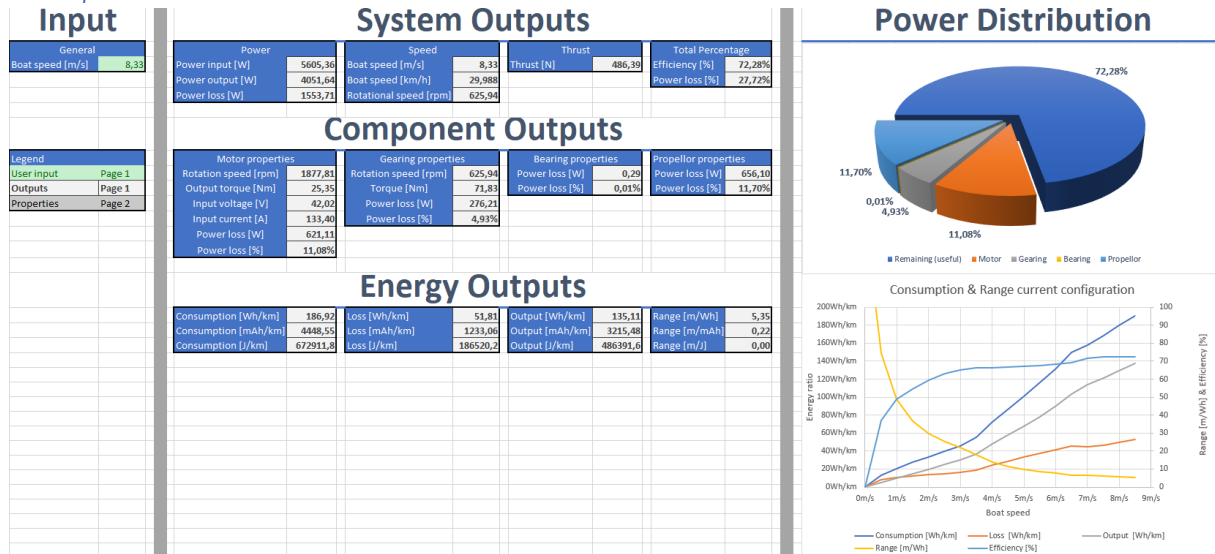 Input
System Outputs
Power Distribution
General
Boat speed [m/s] 8,33
Power
Power input [W] 5605,36
Power output [W] 4051,64
Power loss [W] 1553,71
Speed
Boat speed [m/s] 8,33
Boat speed [km/h] 29,988
Rotational speed [rpm] 625,94
Thrust
Thrust [N] 486,39
Total Percentage
Efficiency [%] 72,28%
Power loss [%] 27,72%
Component Outputs
Legend
User input Page 1
Outputs Page 1
Properties Page 2
Motor properties
Rotation speed [rpm] 1877,81
Output torque [Nm] 25,35
Input voltage [V] 42,02
Input current [A] 133,40
Power loss [W] 621,11
Power loss [%] 11,08%
Gearing properties
Rotation speed [rpm] 625,94
Torque [Nm] 71,83
Power loss [W] 276,21
Power loss [%] 4,93%
Bearing properties
Power loss [W] 0,29
Power loss [%] 0,01%
Propellor properties
Power loss [W] 656,10
Power loss [%] 11,70%
Energy Outputs
Consumption [Wh/km] 186,92
Consumption [mAh/km] 4448,55
Consumption [J/km] 672911,8
Loss [Wh/km] 51,81
Loss [mAh/km] 1233,06
Loss [J/km] 186520,2
Output [Wh/km] 135,11
Output [mAh/km] 3215,48
Output [J/km] 486391,6
Range [m/Wh] 5,35
Range [m/mAh] 0,22
Range [m/J] 0,00
72,28%
11,70%
0,01%
4,93%
11,08%
Remaining (useful) Motor Gearing Bearing Propellor
Consumption & Range current configuration
200Wh/km 100
180Wh/km 90
160Wh/km 80
140Wh/km 70
120Wh/km 60
100Wh/km 50
80Wh/km 40
60Wh/km 30
40Wh/km 20
20Wh/km 10
0Wh/km 0
Energy ratio
Range [m/Wh] & Efficiency [%]
0m/s 1m/s 2m/s 3m/s 4m/s 5m/s 6m/s 7m/s 8m/s 9m/s
Boat speed
Consumption [Wh/km] Loss [Wh/km] Output [Wh/km]
Range [m/Wh] Efficiency [%]